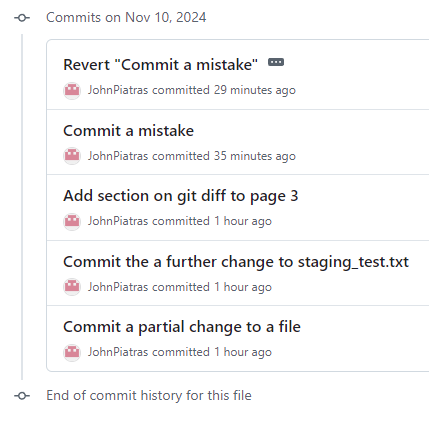 Commits on Nov 10, 2024
Revert "Commit a mistake" ...
JohnPiatras committed 29 minutes ago
Commit a mistake
JohnPiatras committed 35 minutes ago
Add section on git diff to page 3
JohnPiatras committed 1 hour ago
Commit the a further change to staging_test.txt
JohnPiatras committed 1 hour ago
Commit a partial change to a file
JohnPiatras committed 1 hour ago
End of commit history for this file